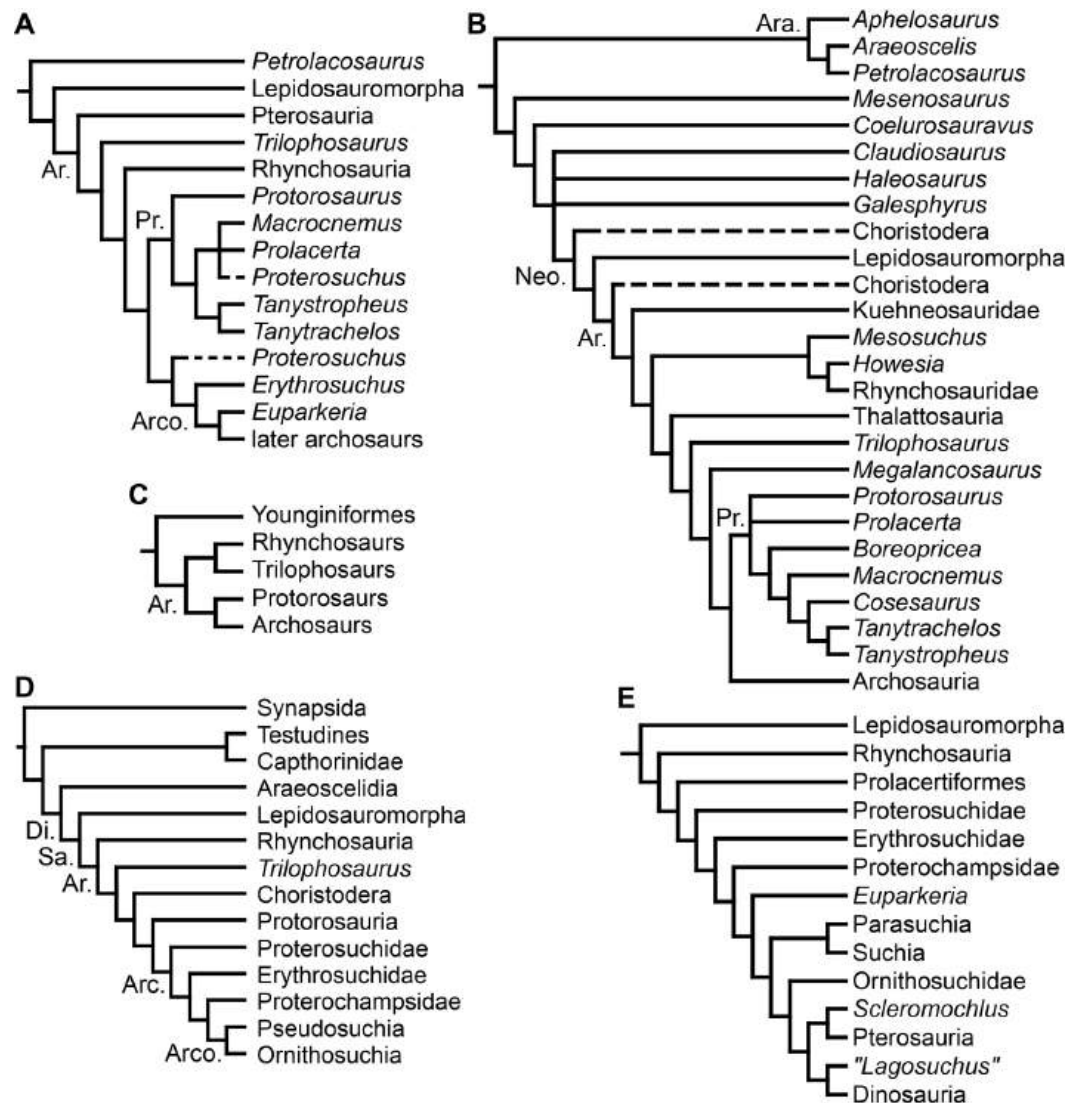 A
Petrolacosaurus
Lepidosauromorpha
Pterosauria
Trilophosaurus
Ar.
Rhynchosauria
Protorosaurus
Pr.
Macrocnemus
Prolacerta
Proterosuchus
Tanystropheus
Tanytrachelos
Proterosuchus
Erythrosuchus
Euparkeria
Arco.
later archosaurs
B
Ara.
Aphelosaurus
Araeoscelis
Petrolacosaurus
Mesenosaurus
Coelurosauravus
Claudiosaurus
Haleosaurus
Galesphyrus
Choristodera
Neo.
Lepidosauromorpha
Choristodera
Ar.
Kuehneosauridae
Mesosuchus
Howesia
Rhynchosauridae
Thalattosauria
Trilophosaurus
Megalancosaurus
Protorosaurus
Pr.
Prolacerta
Boreopricea
Macrocnemus
Cosesaurus
Tanytrachelos
Tanystropheus
Archosauria
C
Younginiformes
Rhynchosaurs
Trilophosaurs
Ar.
Protorosaurs
Archosaurs
D
Synapsida
Testudines
Capthorinidae
Araeoscelidia
Lepidosauromorpha
Di.
Rhynchosauria
Sa.
Trilophosaurus
Ar.
Choristodera
Protorosauria
Proterosuchidae
Erythrosuchidae
Arc.
Proterochampsidae
Pseudosuchia
Arco.
Ornithosuchia
E
Lepidosauromorpha
Rhynchosauria
Prolacertiformes
Proterosuchidae
Erythrosuchidae
Proterochampsidae
Euparkeria
Parasuchia
Suchia
Ornithosuchidae
Scleromochlus
Pterosauria
"Lagosuchus"
Dinosauria